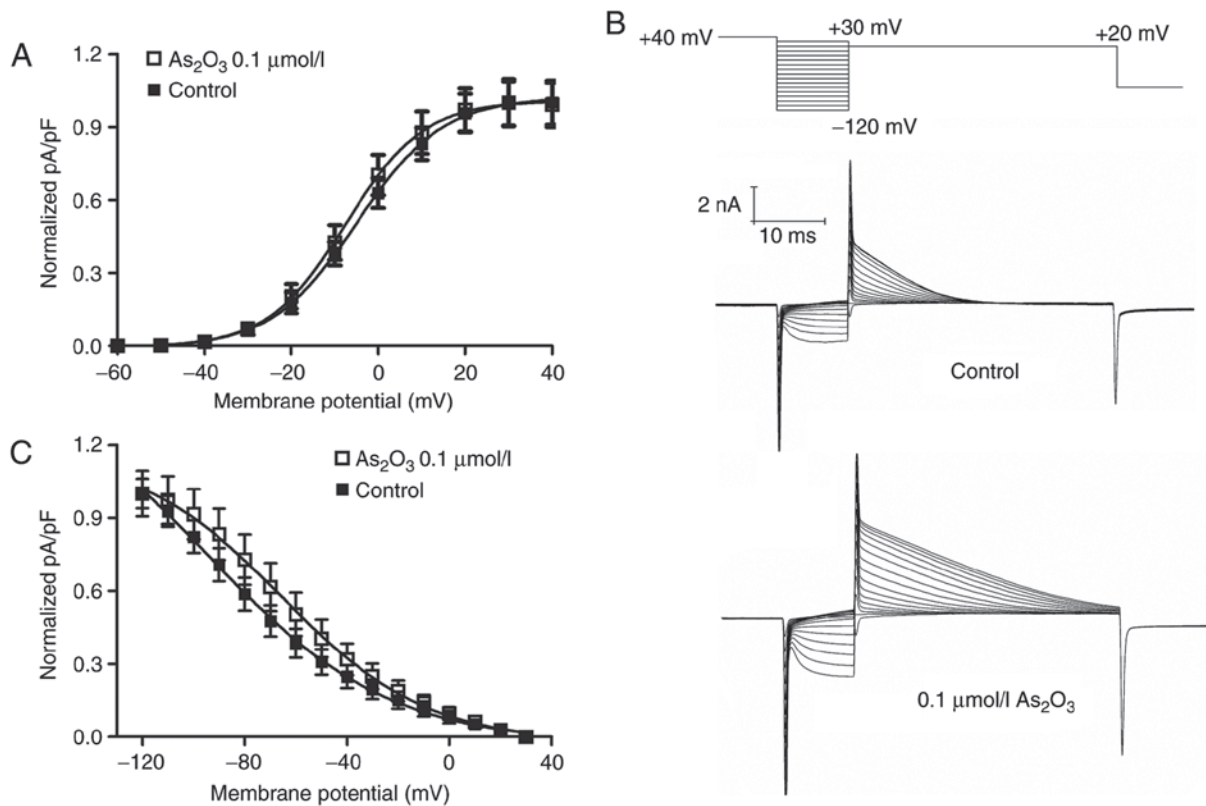 A
As₂O₃ 0.1 μmol/l
Control
1.2
0.9
0.6
0.3
0.0
Normalized pA/pF
−60 −40 −20 0 20 40
Membrane potential (mV)
B
+40 mV
+30 mV
+20 mV
−120 mV
2 nA
10 ms
Control
0.1 μmol/l As₂O₃
C
As₂O₃ 0.1 μmol/l
Control
1.2
0.9
0.6
0.3
0.0
Normalized pA/pF
−120 −80 −40 0 40
Membrane potential (mV)